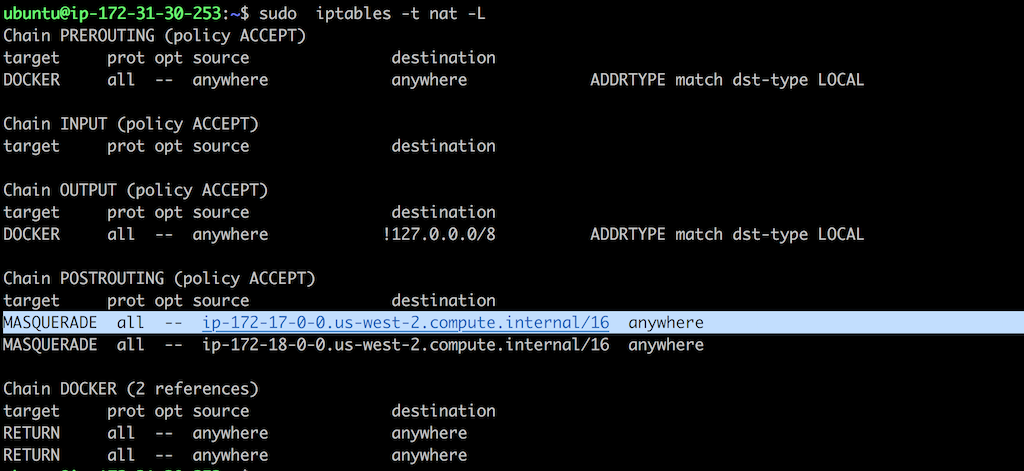 ubuntu@ip-172-31-30-253:~$ sudo  iptables -t nat -L
Chain PREROUTING (policy ACCEPT)
target     prot opt source               destination
DOCKER     all  --  anywhere             anywhere             ADDRTYPE match dst-type LOCAL

Chain INPUT (policy ACCEPT)
target     prot opt source               destination

Chain OUTPUT (policy ACCEPT)
target     prot opt source               destination
DOCKER     all  --  anywhere            !127.0.0.0/8          ADDRTYPE match dst-type LOCAL

Chain POSTROUTING (policy ACCEPT)
target     prot opt source               destination
MASQUERADE  all  --  ip-172-17-0-0.us-west-2.compute.internal/16  anywhere
MASQUERADE  all  --  ip-172-18-0-0.us-west-2.compute.internal/16  anywhere

Chain DOCKER (2 references)
target     prot opt source               destination
RETURN     all  --  anywhere             anywhere
RETURN     all  --  anywhere             anywhere